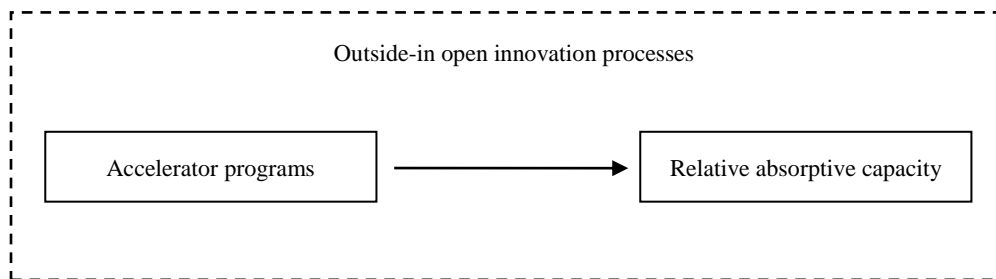 Outside-in open innovation processes
Accelerator programs
Relative absorptive capacity